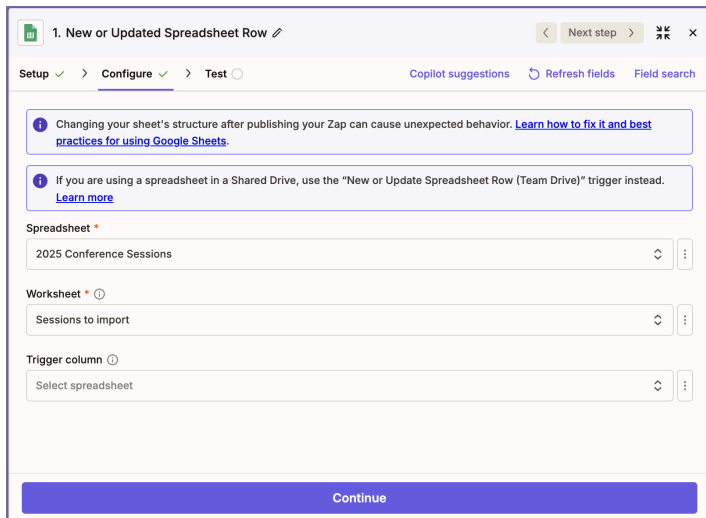 1. New or Updated Spreadsheet Row
Next step
Setup
Configure
Test
Copilot suggestions
Refresh fields
Field search
Changing your sheet's structure after publishing your Zap can cause unexpected behavior. Learn how to fix it and best
practices for using Google Sheets.
If you are using a spreadsheet in a Shared Drive, use the “New or Update Spreadsheet Row (Team Drive)” trigger instead.
Learn more
Spreadsheet *
2025 Conference Sessions
Worksheet *
Sessions to import
Trigger column
Select spreadsheet
Continue